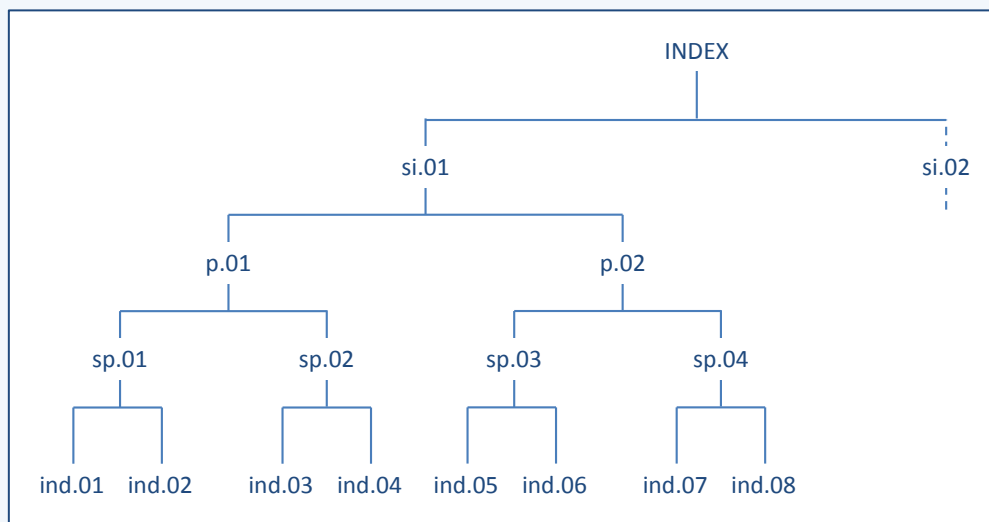 INDEX
si.01 si.02
p.01 p.02
sp.01 sp.02 sp.03 sp.04
ind.01 ind.02 ind.03 ind.04 ind.05 ind.06 ind.07 ind.08